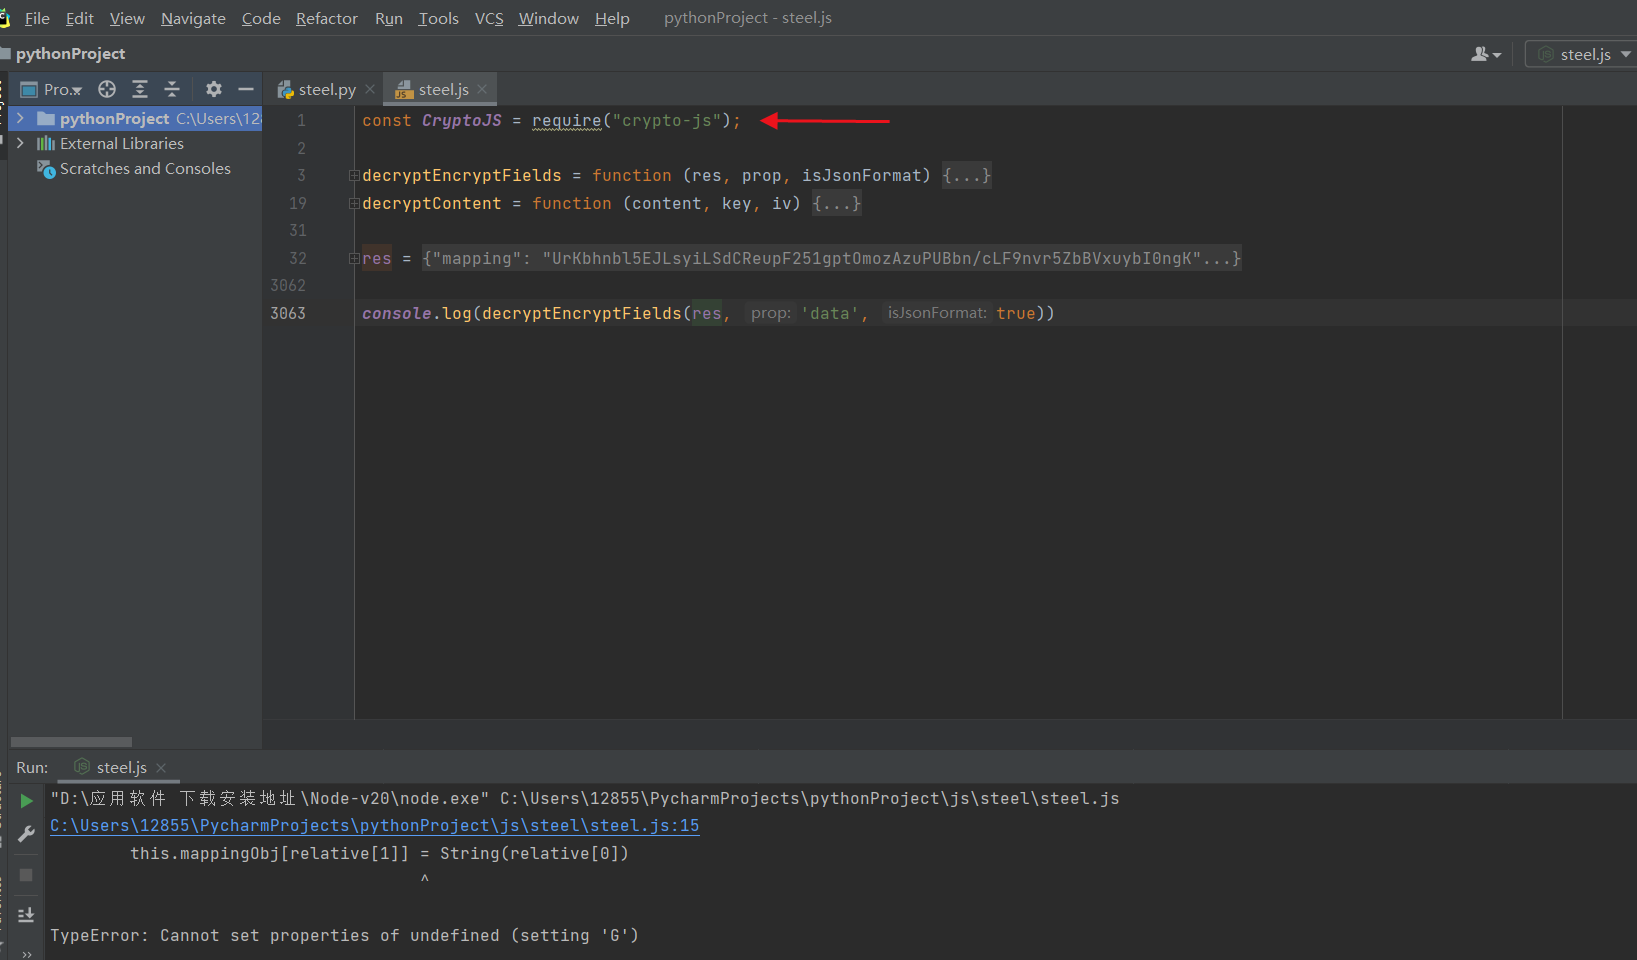 File Edit View Navigate Code Refactor Run Tools VCS Window Help pythonProject - steel.js
pythonProject
steel.js
Pro...
steel.py
steel.js
pythonProject C:\Users\12
External Libraries
Scratches and Consoles
1 const CryptoJS = require("crypto-js");
2
3 decryptEncryptFields = function (res, prop, isJsonFormat) {...}
19 decryptContent = function (content, key, iv) {...}
31
32 res = {"mapping": "UrKbhnbl5EJLsyiLSdCReupF251gptOmozAzuPUBbn/cLF9nvr5ZbBVxuybI0ngK"...}
3062
3063 console.log(decryptEncryptFields(res, prop: 'data', isJsonFormat: true))
Run: steel.js
"D:\应用软件 下载安装地址\Node-v20\node.exe" C:\Users\12855\PycharmProjects\pythonProject\js\steel\steel.js
C:\Users\12855\PycharmProjects\pythonProject\js\steel\steel.js:15
this.mappingObj[relative[1]] = String(relative[0])
^
TypeError: Cannot set properties of undefined (setting 'G')